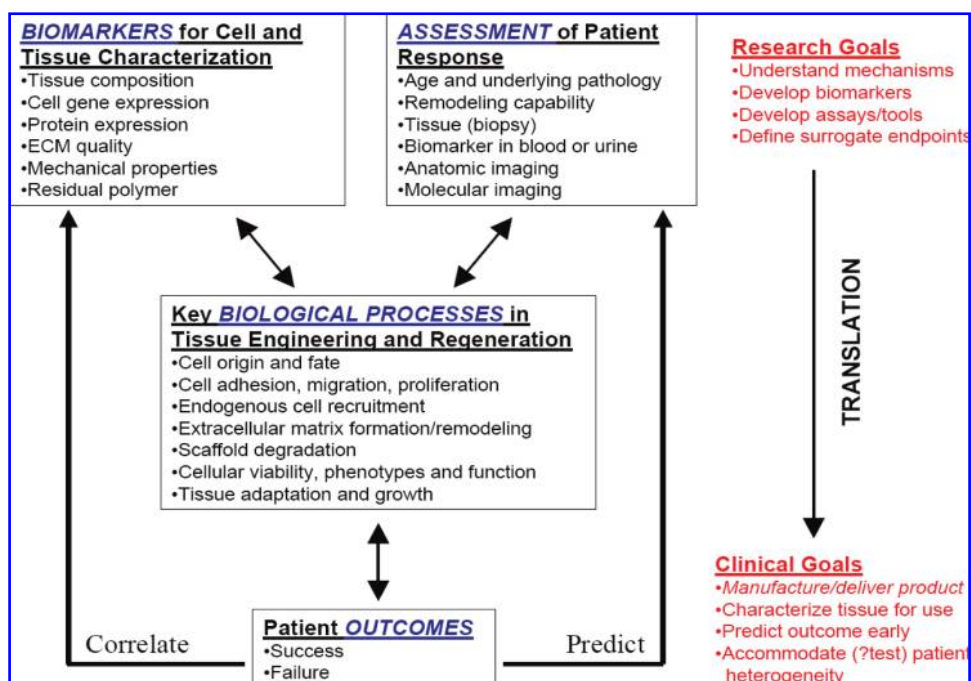 BIOMARKERS for Cell and
Tissue Characterization
•Tissue composition
•Cell gene expression
•Protein expression
•ECM quality
•Mechanical properties
•Residual polymer
ASSESSMENT of Patient
Response
•Age and underlying pathology
•Remodeling capability
•Tissue (biopsy)
•Biomarker in blood or urine
•Anatomic imaging
•Molecular imaging
Research Goals
•Understand mechanisms
•Develop biomarkers
•Develop assays/tools
•Define surrogate endpoints
Key BIOLOGICAL PROCESSES in
Tissue Engineering and Regeneration
•Cell origin and fate
•Cell adhesion, migration, proliferation
•Endogenous cell recruitment
•Extracellular matrix formation/remodeling
•Scaffold degradation
•Cellular viability, phenotypes and function
•Tissue adaptation and growth
TRANSLATION
Correlate
Patient OUTCOMES
•Success
•Failure
Predict
Clinical Goals
•Manufacture/deliver product
•Characterize tissue for use
•Predict outcome early
•Accommodate (?test) patient
heterogeneity